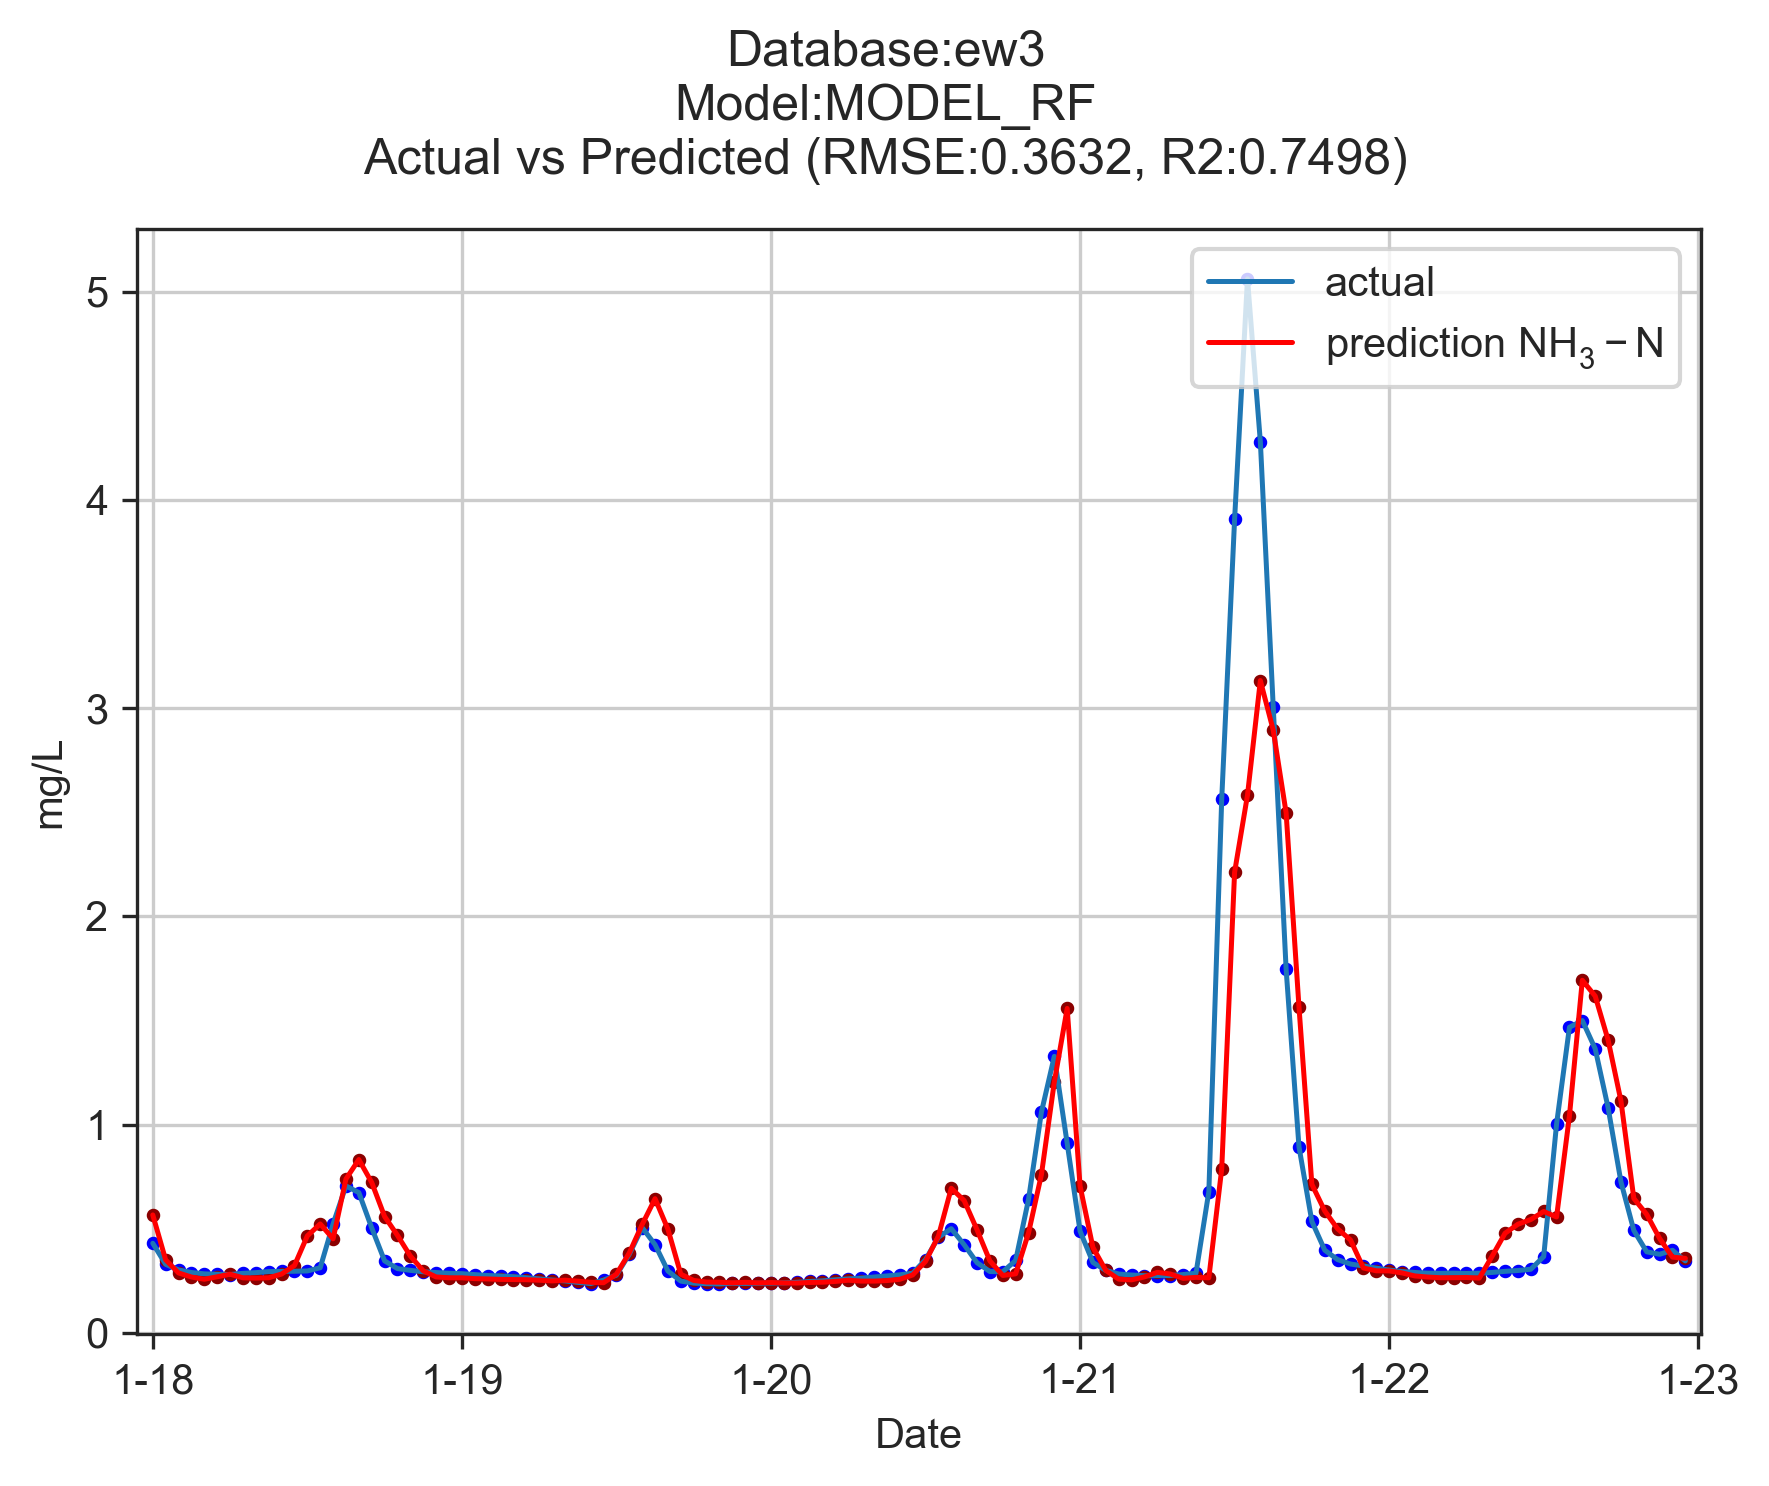 Database:ew3
Model:MODEL_RF
Actual vs Predicted (RMSE:0.3632, R2:0.7498)
actual
prediction NH₃ − N
5
4
3
2
1
0
mg/L
1-18 1-19 1-20 1-21 1-22 1-23
Date